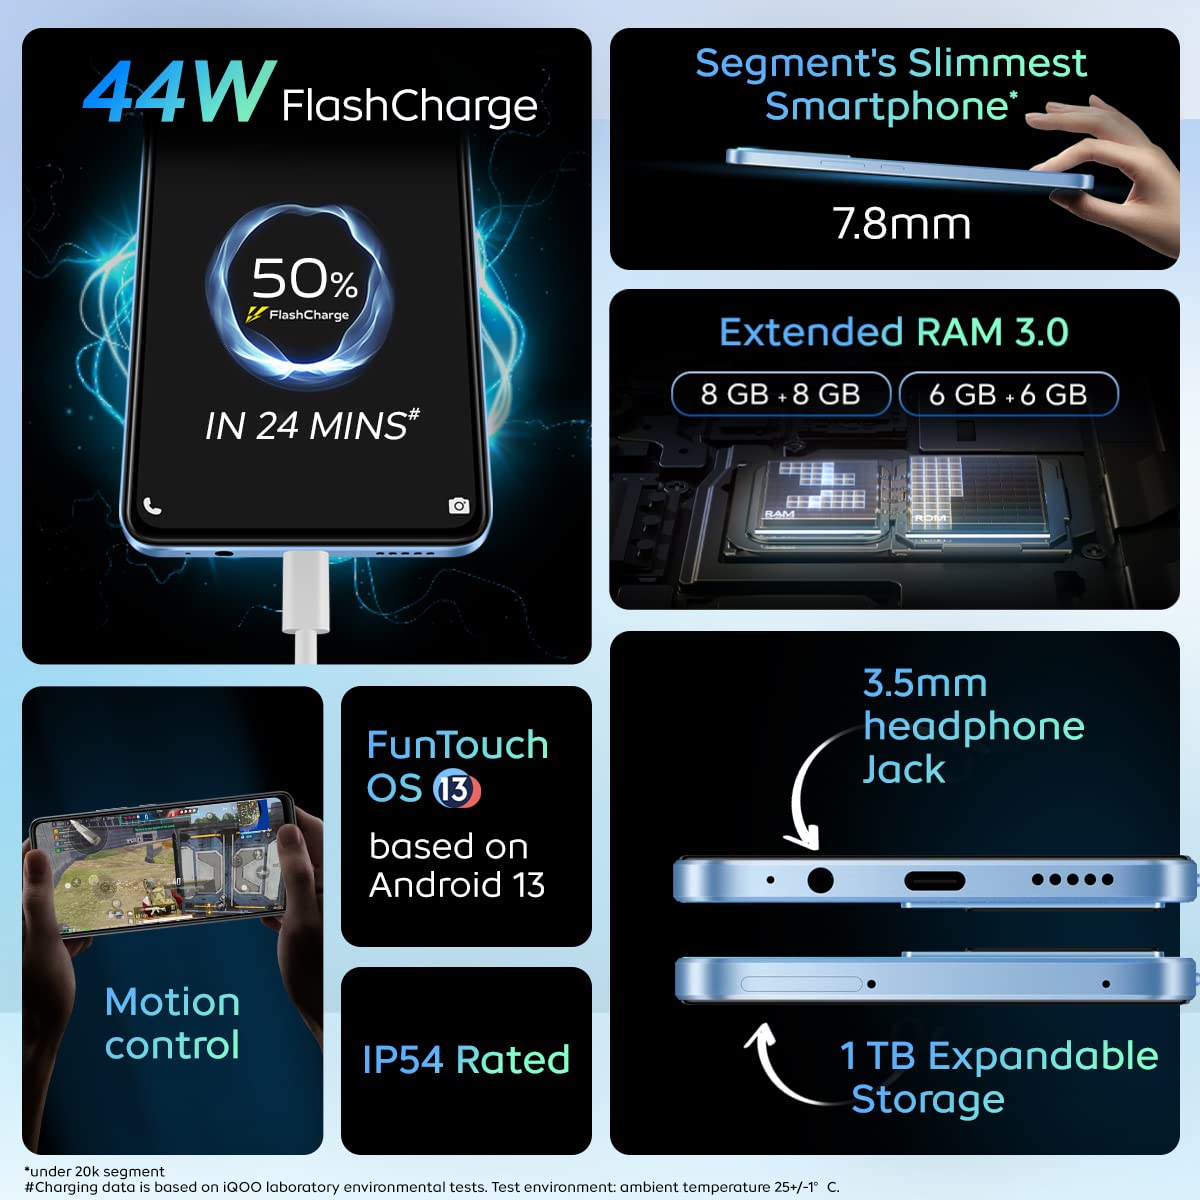 44W FlashCharge
50%
FlashCharge
IN 24 MINS#
Segment's Slimmest
Smartphone*
7.8mm
Extended RAM 3.0
8 GB + 8 GB
6 GB + 6 GB
RAM
ROM
Motion
control
FunTouch
OS 13
based on
Android 13
IP54 Rated
3.5mm
headphone
Jack
1 TB Expandable
Storage
*under 20k segment
#Charging data is based on iQOO laboratory environmental tests. Test environment: ambient temperature 25+/-1° C.